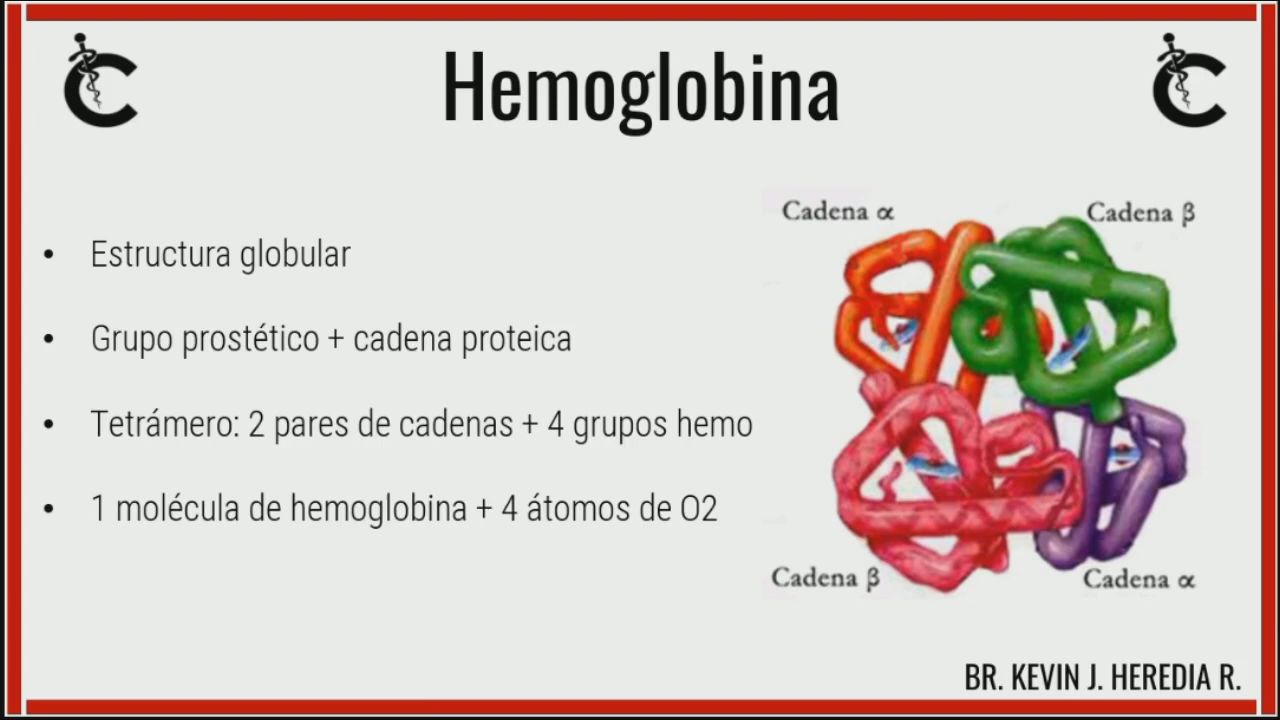 Hemoglobina
Cadena α
Cadena β
• Estructura globular
• Grupo prostético + cadena proteica
• Tetrámero: 2 pares de cadenas + 4 grupos hemo
• 1 molécula de hemoglobina + 4 átomos de O2
Cadena β
Cadena α
BR. KEVIN J. HEREDIA R.